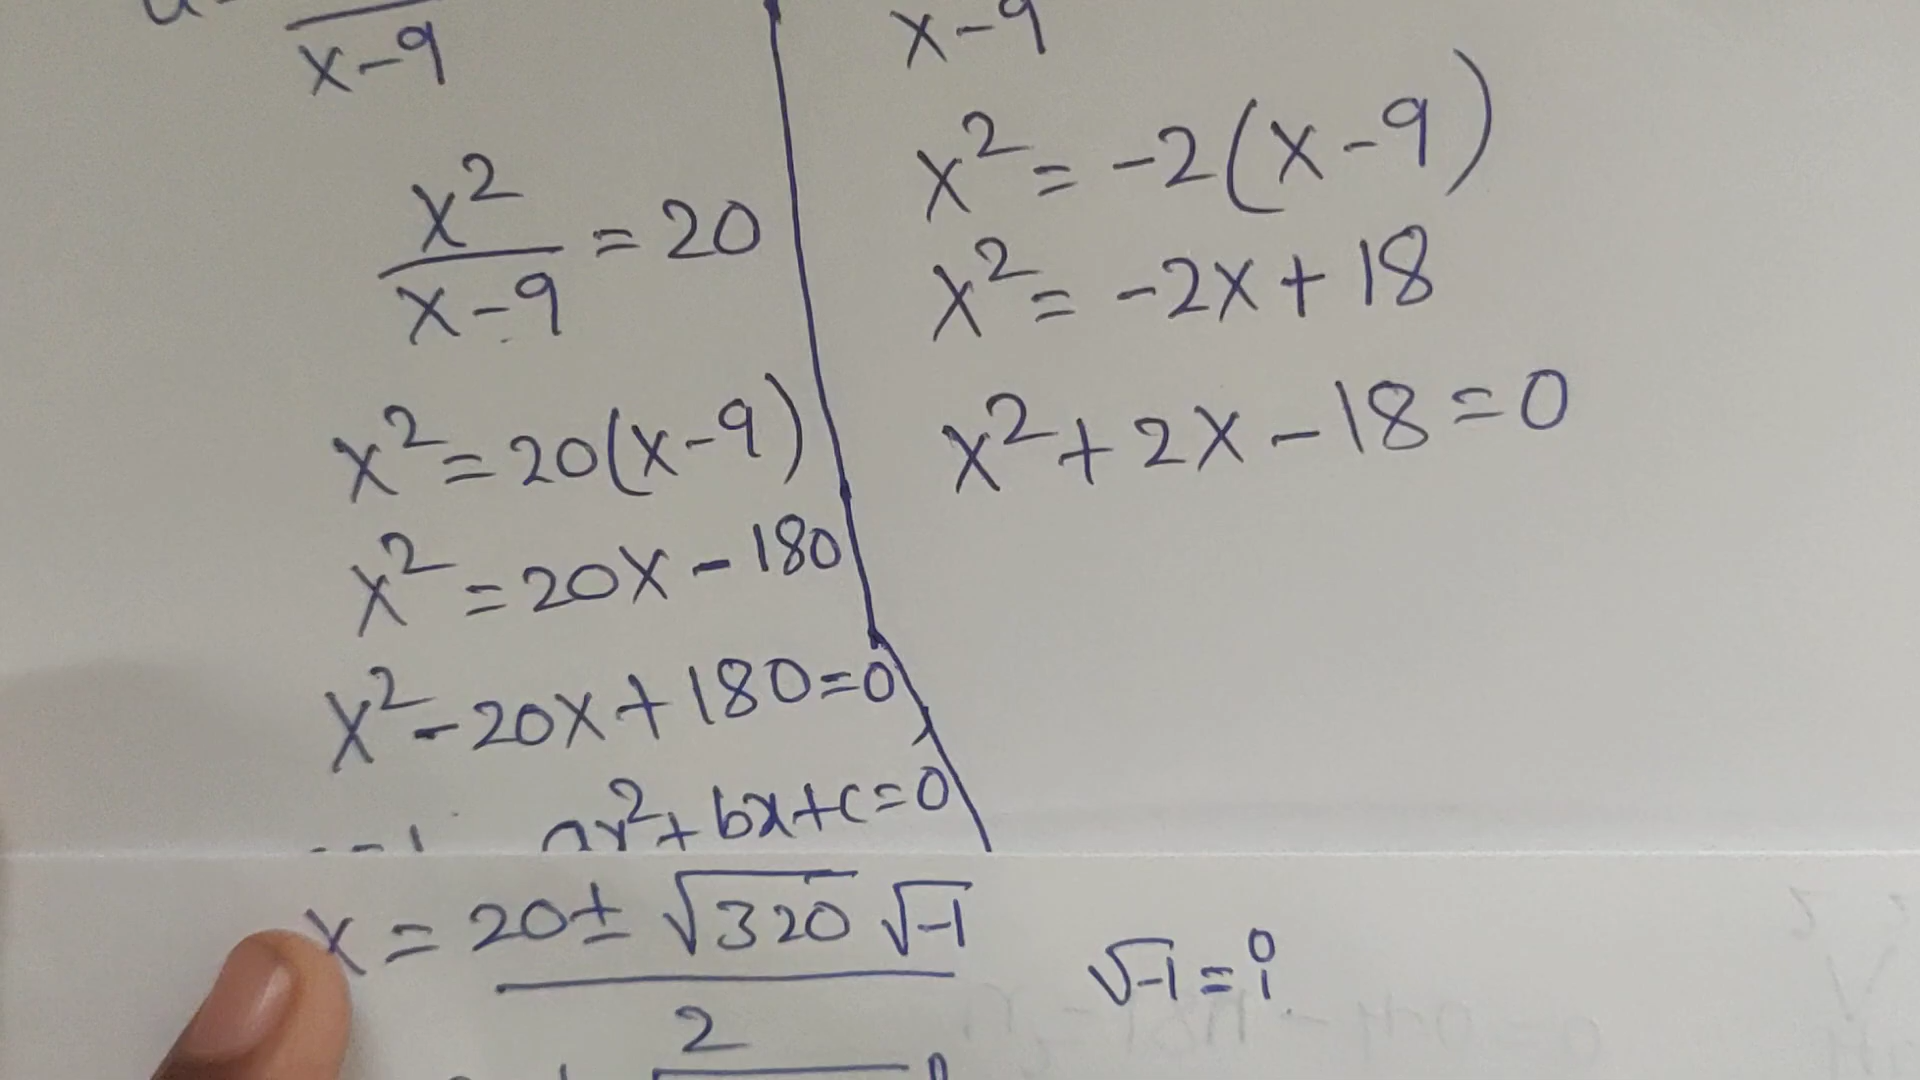 x-9
x²
x-9 = 20
x² = 20(x-9)
x² = 20x - 180
x² - 20x + 180 = 0
ax² + bx + c = 0
x-9
x² = -2(x-9)
x² = -2x + 18
x² + 2x - 18 = 0
x = 20 ± √320 √-1
2
√-1 = i